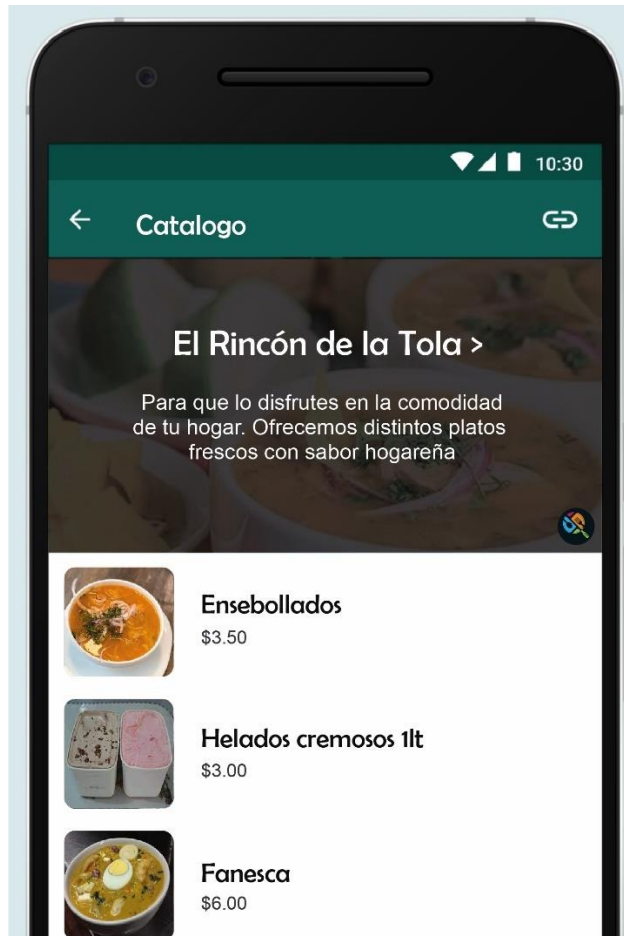 10:30
Catalogo
El Rincón de la Tola >
Para que lo disfrutes en la comodidad
de tu hogar. Ofrecemos distintos platos
frescos con sabor hogareña
Ensebollados
$3.50
Helados cremosos 1lt
$3.00
Fanesca
$6.00